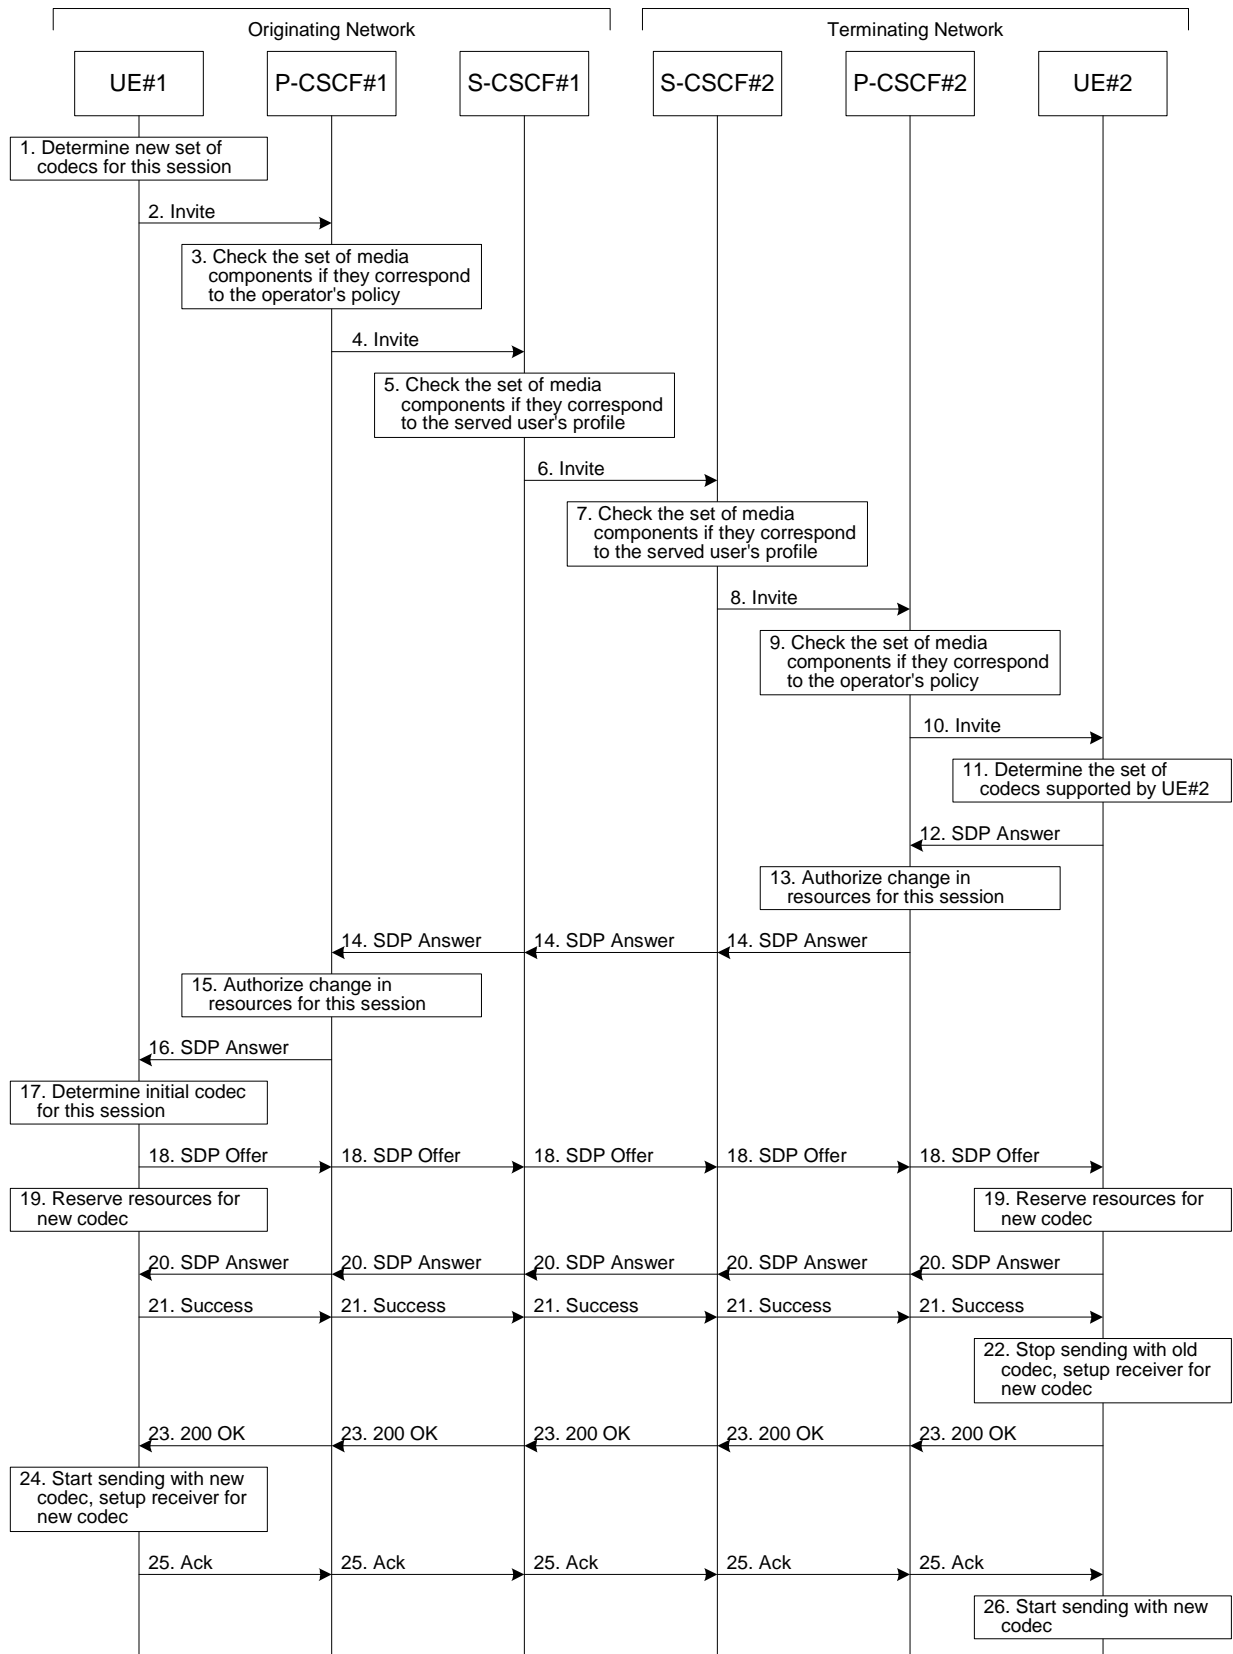 Originating Network
Terminating Network
UE#1
P-CSCF#1
S-CSCF#1
S-CSCF#2
P-CSCF#2
UE#2
1. Determine new set of
codecs for this session
2. Invite
3. Check the set of media
components if they correspond
to the operator's policy
4. Invite
5. Check the set of media
components if they correspond
to the served user's profile
6. Invite
7. Check the set of media
components if they correspond
to the served user's profile
8. Invite
9. Check the set of media
components if they correspond
to the operator's policy
10. Invite
11. Determine the set of
codecs supported by UE#2
12. SDP Answer
13. Authorize change in
resources for this session
14. SDP Answer
14. SDP Answer
14. SDP Answer
15. Authorize change in
resources for this session
16. SDP Answer
17. Determine initial codec
for this session
18. SDP Offer
18. SDP Offer
18. SDP Offer
18. SDP Offer
18. SDP Offer
19. Reserve resources for
new codec
19. Reserve resources for
new codec
20. SDP Answer
20. SDP Answer
20. SDP Answer
20. SDP Answer
20. SDP Answer
21. Success
21. Success
21. Success
21. Success
21. Success
22. Stop sending with old
codec, setup receiver for
new codec
23. 200 OK
23. 200 OK
23. 200 OK
23. 200 OK
23. 200 OK
24. Start sending with new
codec, setup receiver for
new codec
25. Ack
25. Ack
25. Ack
25. Ack
25. Ack
26. Start sending with new
codec